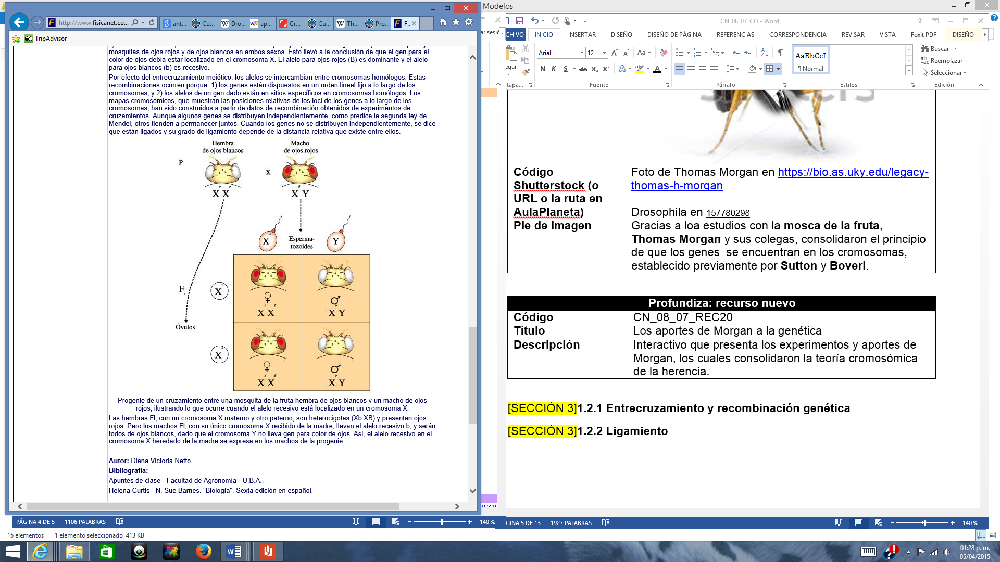 http://www.fisicanet.co...
ant...
Cu...
Dro...
ap...
Cr...
Cu...
Th...
Pro...
F...
TripAdvisor
mosquitas de ojos rojos y de ojos blancos en ambos sexos. Esto llevó a la conclusión de que el gen para el
color de ojos debía estar localizado en el cromosoma X. El alelo para ojos rojos (B) es dominante y el alelo
para ojos blancos (b) es recesivo.
Por efecto del entrecruzamiento meiótico, los alelos se intercambian entre cromosomas homólogos. Estas
recombinaciones ocurren porque: 1) los genes están dispuestos en un orden lineal fijo a lo largo de los
cromosomas, y 2) los alelos de un gen dado están en sitios específicos en cromosomas homólogos. Los
mapas cromosómicos, que muestran las posiciones relativas de los loci de los genes a lo largo de los
cromosomas, han sido construidos a partir de datos de recombinación obtenidos de experimentos de
cruzamientos. Aunque algunos genes se distribuyen independientemente, como predice la segunda ley de
Mendel, otros tienden a permanecer juntos. Cuando los genes no se distribuyen independientemente, se dice
que están ligados y su grado de ligamiento depende de la distancia relativa que existe entre ellos.
Hembra
de ojos blancos
Macho
de ojos rojos
P
x
b b
X X
B
X Y
X B
Esperma-
tozoides
Y
F1
X b
b B
X X
b
X Y
Óvulos
X B
b B
X X
b
X Y
Progenie de un cruzamiento entre una mosquita de la fruta hembra de ojos blancos y un macho de ojos
rojos, ilustrando lo que ocurre cuando el alelo recesivo está localizado en un cromosoma X.
Las hembras FI, con un cromosoma X materno y otro paterno, son heterocigotas (Xb XB) y presentan ojos
rojos. Pero los machos FI, con su único cromosoma X recibido de la madre, llevan el alelo recesivo b, y serán
todos de ojos blancos, dado que el cromosoma Y no lleva gen para color de ojos. Así, el alelo recesivo en el
cromosoma X heredado de la madre se expresa en los machos de la progenie.
Autor: Diana Victoria Netto.
Bibliografía:
Apuntes de clase - Facultad de Agronomía - U.B.A..
Helena Curtis - N. Sue Barnes. "Biología". Sexta edición en español.
PÁGINA 4 DE 5 1106 PALABRAS 140 %
15 elementos 1 elemento seleccionado 413 KB
Modelos
CN_08_07_CO - Word
CHIVO INICIO INSERTAR DISEÑO DISEÑO DE PÁGINA REFERENCIAS CORRESPONDENCIA REVISAR VISTA Foxit PDF DISEÑO
ar sesió
egar
Arial 12 Aa
N K S abc x2 x2 A ab A
AaBbCcI
¶ Normal
Buscar
Reemplazar
Seleccionar
rtapa... Fuente Párrafo Estilos Edición
Código
Shutterstock (o
URL o la ruta en
AulaPlaneta)
Foto de Thomas Morgan en https://bio.as.uky.edu/legacy-
thomas-h-morgan
Drosophila en 157780298
Pie de imagen
Gracias a loa estudios con la mosca de la fruta,
Thomas Morgan y sus colegas, consolidaron el principio
de que los genes se encuentran en los cromosomas,
establecido previamente por Sutton y Boveri.
Profundiza: recurso nuevo
Código CN_08_07_REC20
Título Los aportes de Morgan a la genética
Descripción Interactivo que presenta los experimentos y aportes de
Morgan, los cuales consolidaron la teoría cromosómica
de la herencia.
[SECCIÓN 3]1.2.1 Entrecruzamiento y recombinación genética
[SECCIÓN 3]1.2.2 Ligamiento
GINA 5 DE 13 1927 PALABRAS 140 %
01:28 p. m.
05/04/2015